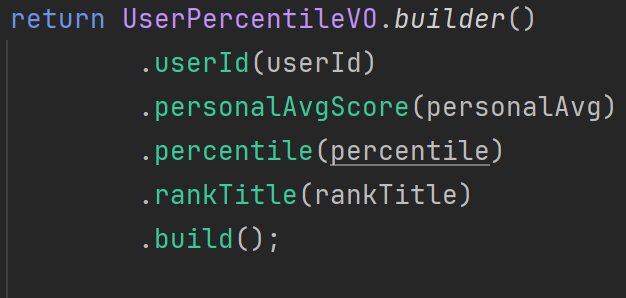 return UserPercentileVO.builder()
.userId(userId)
.personalAvgScore(personalAvg)
.percentile(percentile)
.rankTitle(rankTitle)
.build();